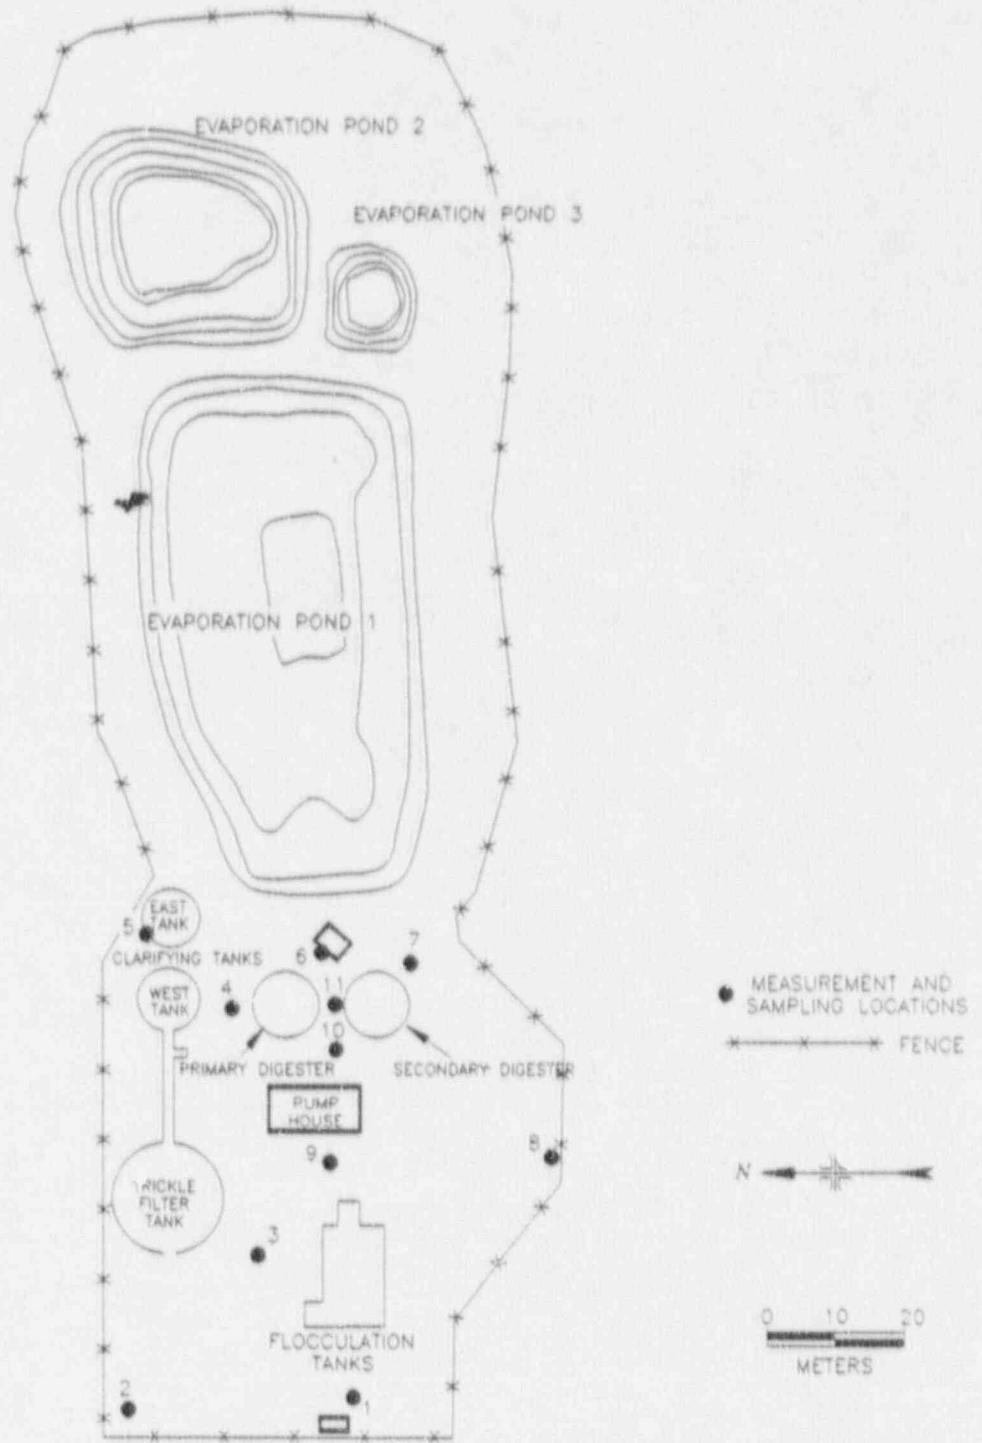 EVAPORATION POND 2
EVAPORATION POND 3
EVAPORATION POND 1
5
EAST
TANK
CLARIFYING TANKS
6
7
WEST
TANK
4
11
10
PRIMARY DIGESTER
SECONDARY DIGESTER
PUMP
HOUSE
9
8
TRICKLE
FILTER
TANK
3
FLOCCULATION
TANKS
2
1
MEASUREMENT AND
SAMPLING LOCATIONS
FENCE
N
0 10 20
METERS